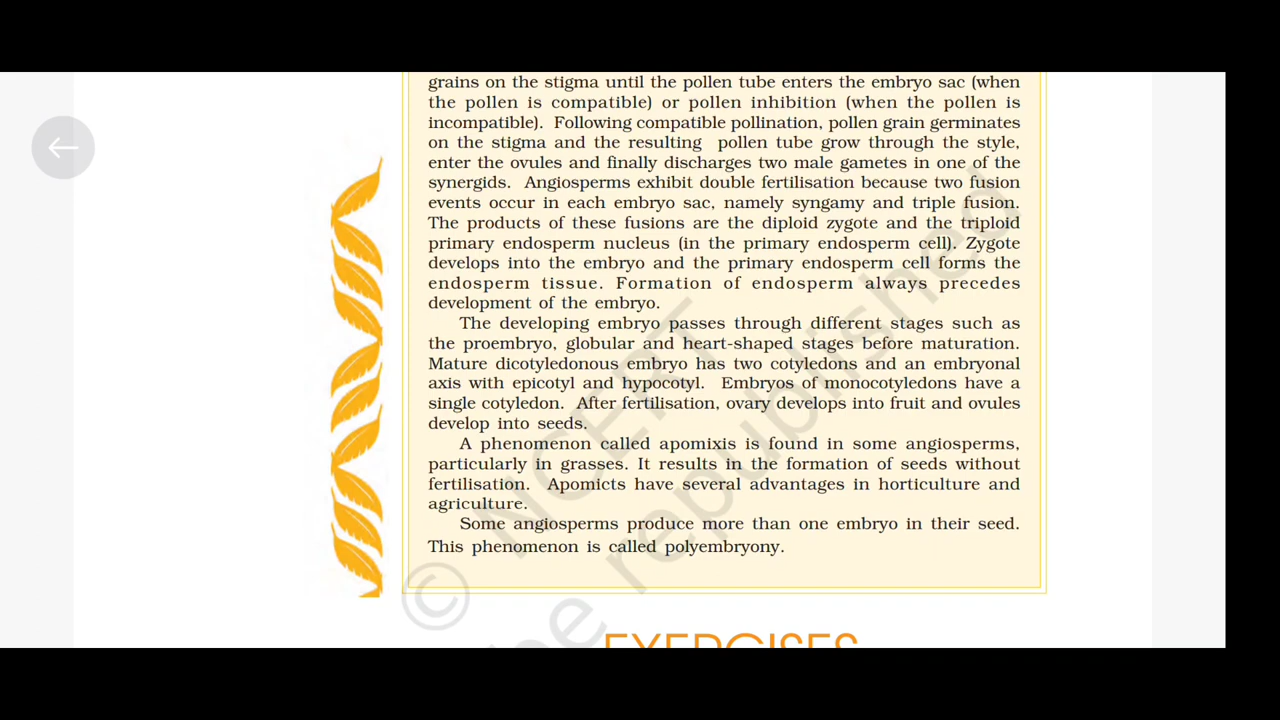 grains on the stigma until the pollen tube enters the embryo sac (when
the pollen is compatible) or pollen inhibition (when the pollen is
incompatible). Following compatible pollination, pollen grain germinates
on the stigma and the resulting pollen tube grow through the style,
enter the ovules and finally discharges two male gametes in one of the
synergids. Angiosperms exhibit double fertilisation because two fusion
events occur in each embryo sac, namely syngamy and triple fusion.
The products of these fusions are the diploid zygote and the triploid
primary endosperm nucleus (in the primary endosperm cell). Zygote
develops into the embryo and the primary endosperm cell forms the
endosperm tissue. Formation of endosperm always precedes
development of the embryo.
The developing embryo passes through different stages such as
the proembryo, globular and heart-shaped stages before maturation.
Mature dicotyledonous embryo has two cotyledons and an embryonal
axis with epicotyl and hypocotyl. Embryos of monocotyledons have a
single cotyledon. After fertilisation, ovary develops into fruit and ovules
develop into seeds.
A phenomenon called apomixis is found in some angiosperms,
particularly in grasses. It results in the formation of seeds without
fertilisation. Apomicts have several advantages in horticulture and
agriculture.
Some angiosperms produce more than one embryo in their seed.
This phenomenon is called polyembryony.
© NCERT
be republished
EXERCISES